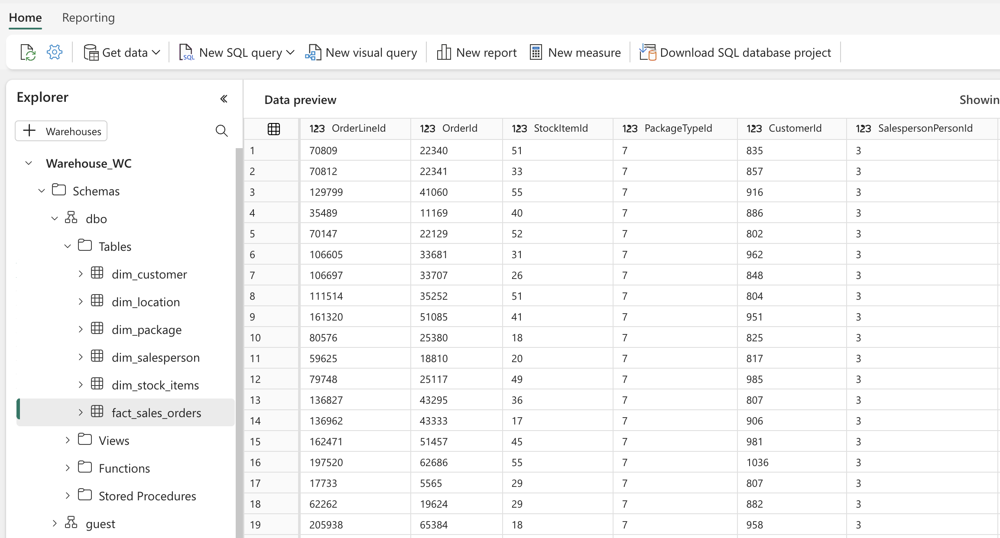 Home Reporting
Get data New SQL query New visual query New report New measure Download SQL database project
Explorer
Warehouses
Warehouse_WC
Schemas
dbo
Tables
dim_customer
dim_location
dim_package
dim_salesperson
dim_stock_items
fact_sales_orders
Views
Functions
Stored Procedures
guest
Data preview Showin
123 OrderLineId 123 OrderId 123 StockItemId 123 PackageTypeId 123 CustomerId 123 SalespersonPersonId
1 70809 22340 51 7 835 3
2 70812 22341 33 7 857 3
3 129799 41060 55 7 916 3
4 35489 11169 40 7 886 3
5 70147 22129 52 7 802 3
6 106605 33681 31 7 962 3
7 106697 33707 26 7 848 3
8 111514 35252 51 7 804 3
9 161320 51085 41 7 951 3
10 80576 25380 18 7 825 3
11 59625 18810 20 7 817 3
12 79748 25117 49 7 985 3
13 136827 43295 36 7 807 3
14 136962 43333 17 7 906 3
15 162471 51457 45 7 981 3
16 197520 62686 55 7 1036 3
17 17733 5565 29 7 807 3
18 62262 19624 29 7 882 3
19 205938 65384 18 7 958 3